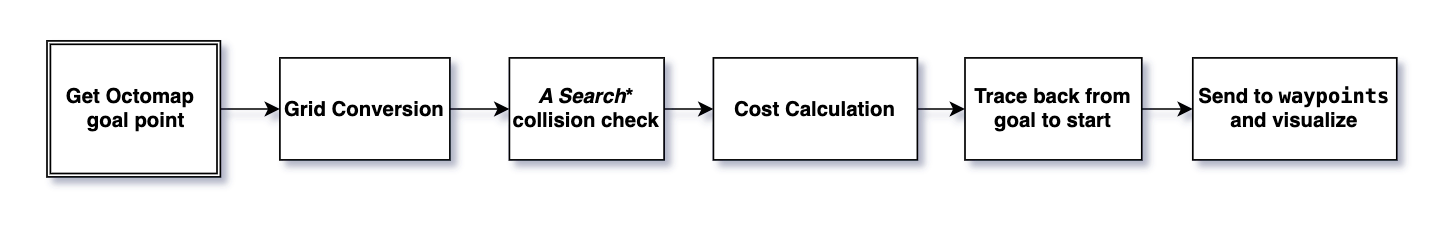 Get Octomap
goal point
Grid Conversion
A Search*
collision check
Cost Calculation
Trace back from
goal to start
Send to waypoints
and visualize